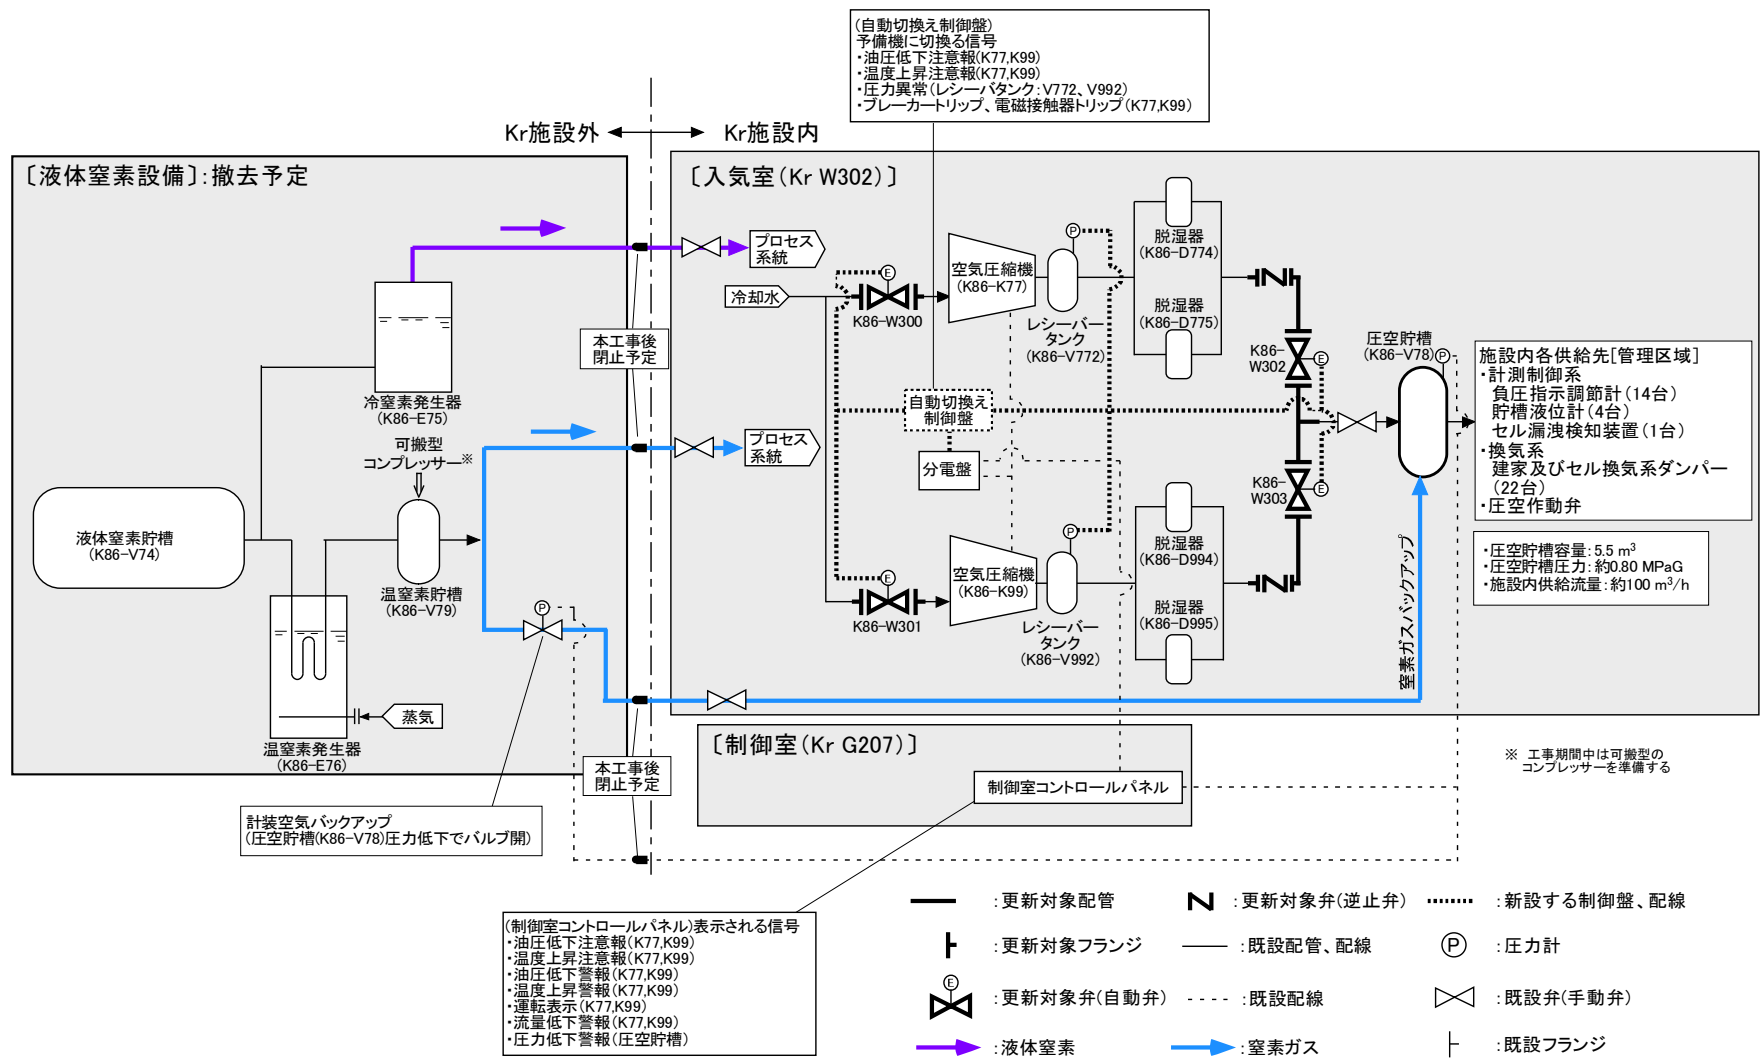 (自動切換え制御盤)
予備機に切換る信号
・油圧低下注意報(K77,K99)
・温度上昇注意報(K77,K99)
・圧力異常(レシーバタンク:V772、V992)
・ブレーカートリップ、電磁接触器トリップ(K77,K99)
Kr施設外
Kr施設内
〔液体窒素設備〕:撤去予定
〔入気室(Kr W302)〕
プロセス
系統
冷却水
E
K86-W300
空気圧縮機
(K86-K77)
P
レシーバー
タンク
(K86-V772)
脱湿器
(K86-D774)
脱湿器
(K86-D775)
K86-
W302
E
圧空貯槽
(K86-V78)
P
施設内各供給先[管理区域]
・計測制御系
負圧指示調節計(14台)
貯槽液位計(4台)
セル漏洩検知装置(1台)
・換気系
建家及びセル換気系ダンパー
(22台)
・圧空作動弁
本工事後
閉止予定
冷窒素発生器
(K86-E75)
可搬型
コンプレッサー※
プロセス
系統
自動切換え
制御盤
分電盤
K86-
W303
E
液体窒素貯槽
(K86-V74)
温窒素貯槽
(K86-V79)
P
E
K86-W301
空気圧縮機
(K86-K99)
P
レシーバー
タンク
(K86-V992)
脱湿器
(K86-D994)
脱湿器
(K86-D995)
窒素ガスバックアップ
・圧空貯槽容量:5.5 m³
・圧空貯槽圧力:約0.80 MPaG
・施設内供給流量:約100 m³/h
蒸気
温窒素発生器
(K86-E76)
本工事後
閉止予定
〔制御室(Kr G207)〕
制御室コントロールパネル
※ 工事期間中は可搬型の
コンプレッサーを準備する
計装空気バックアップ
(圧空貯槽(K86-V78)圧力低下でバルブ開)
(制御室コントロールパネル)表示される信号
・油圧低下注意報(K77,K99)
・温度上昇注意報(K77,K99)
・油圧低下警報(K77,K99)
・温度上昇警報(K77,K99)
・運転表示(K77,K99)
・流量低下警報(K77,K99)
・圧力低下警報(圧空貯槽)
:更新対象配管
:更新対象弁(逆止弁)
:新設する制御盤、配線
:更新対象フランジ
:既設配管、配線
P
:圧力計
E
:更新対象弁(自動弁)
:既設配線
:既設弁(手動弁)
:液体窒素
:窒素ガス
:既設フランジ